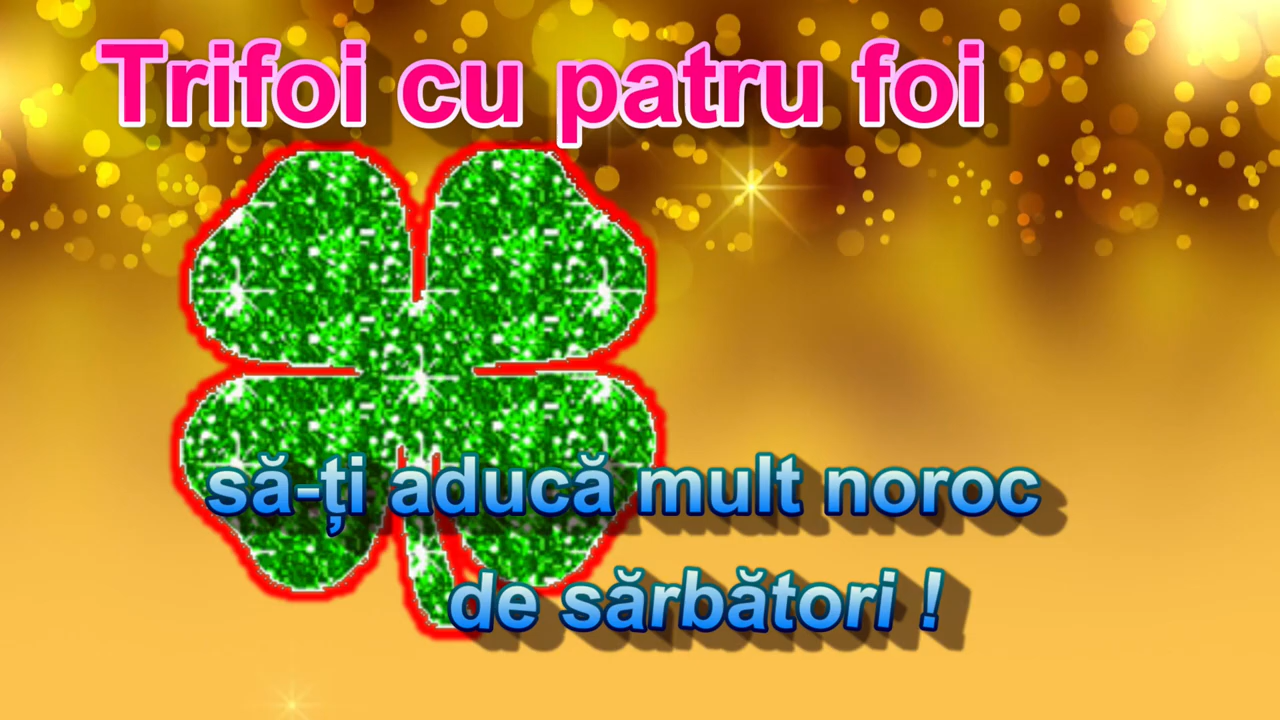 Trifoi cu patru foi
să-ți aducă mult noroc
de sărbători !